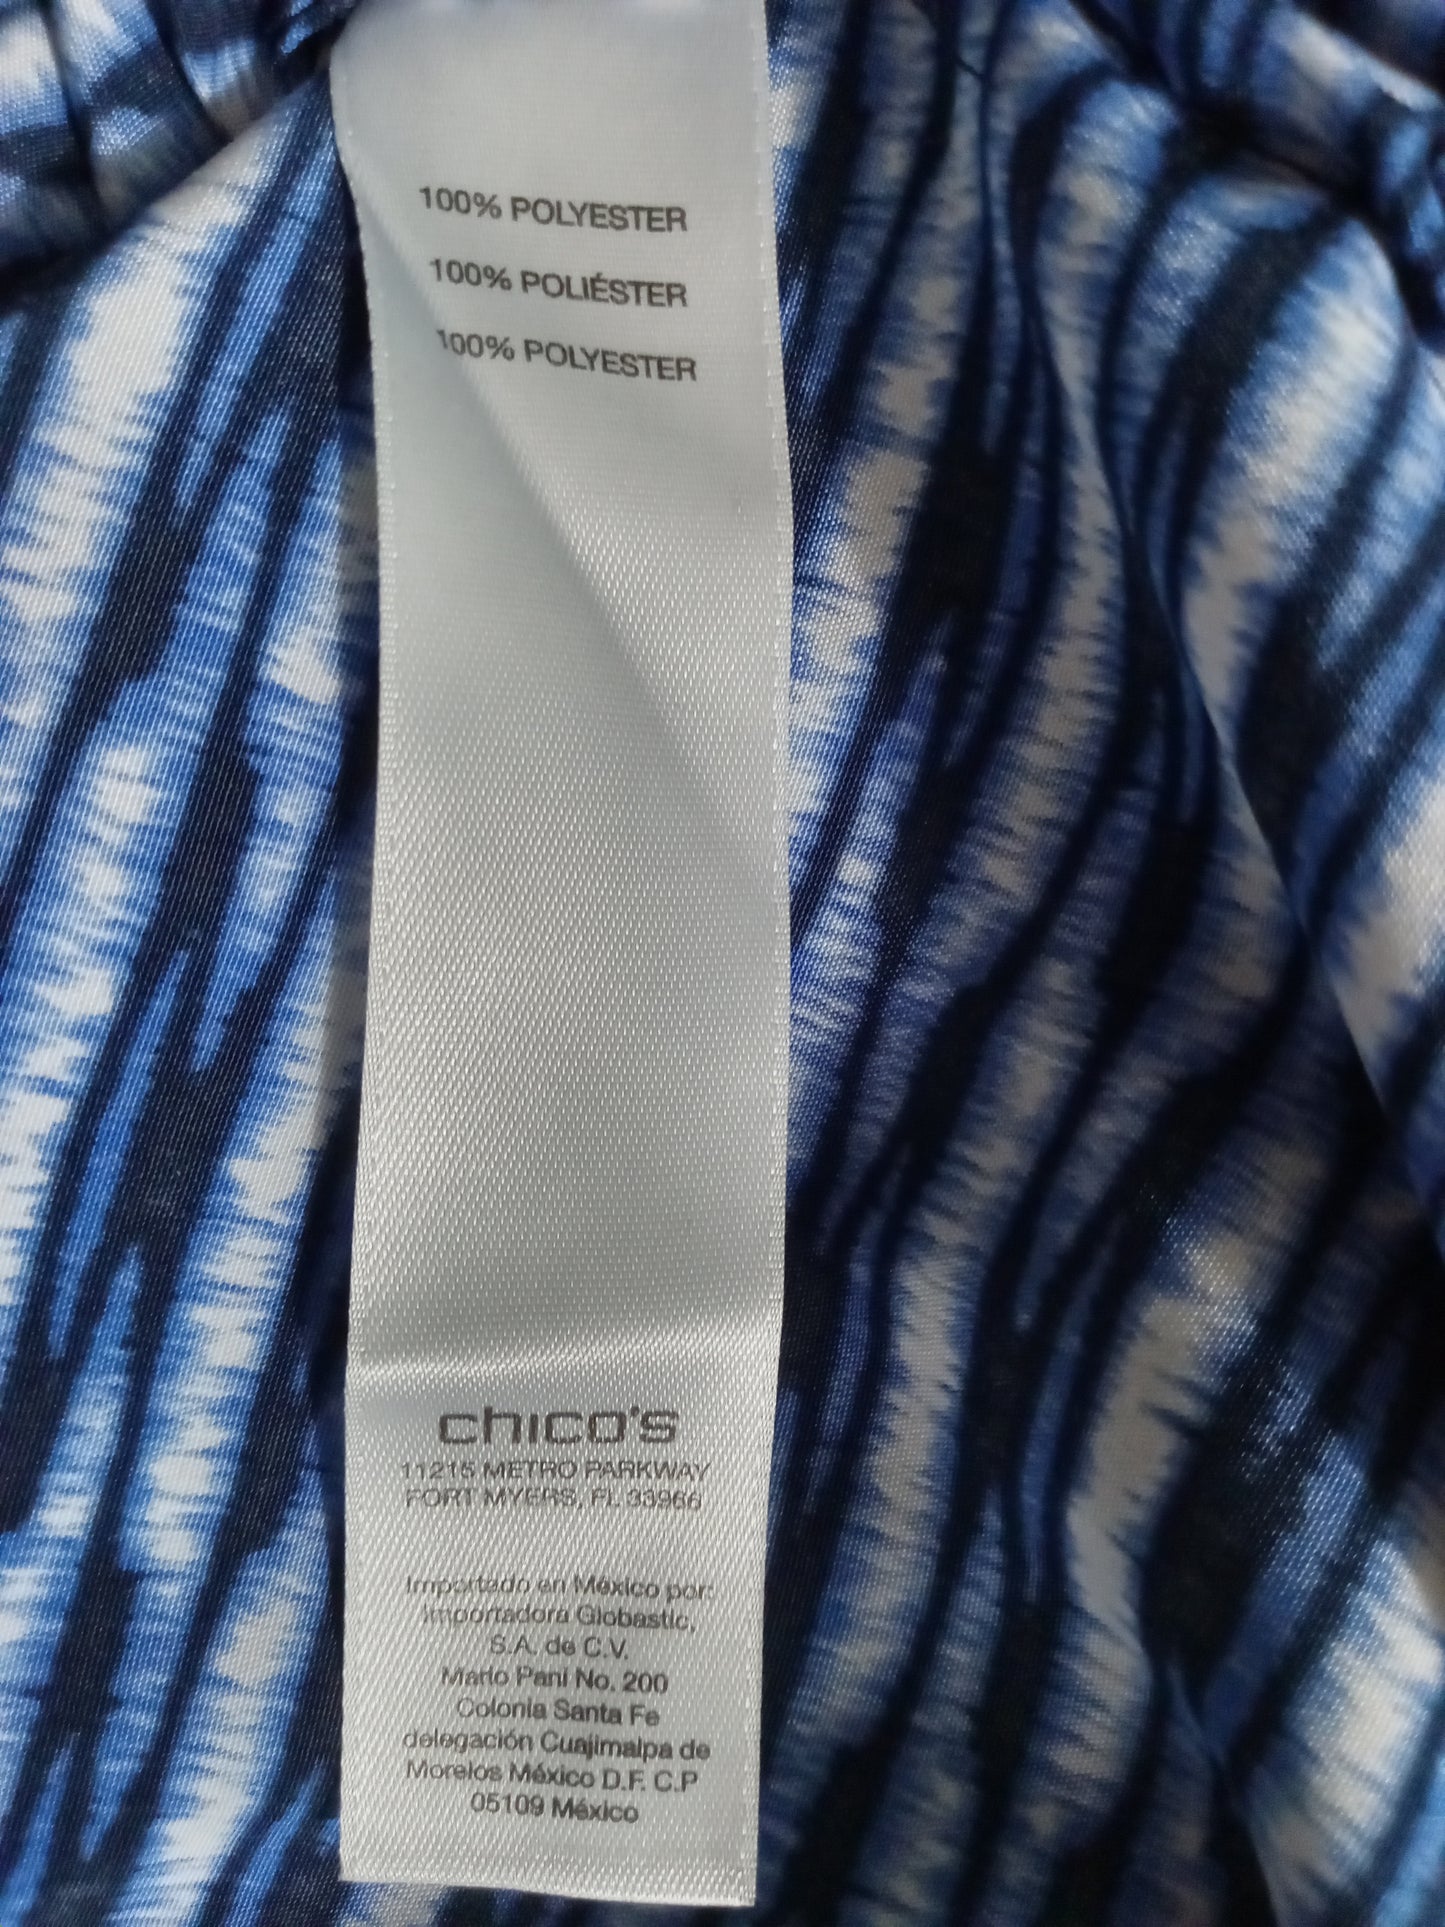 100% POLYESTER
100% POLIÉSTER
100% POLYESTER
chico's
11215 METRO PARKWAY
FORT MYERS, FL 33966
Importado en México por:
Importadora Globastic,
S.A. de C.V.
Mario Pani No. 200
Colonia Santa Fe
delegación Cuajimalpa de
Morelos México D.F. C.P
05109 México